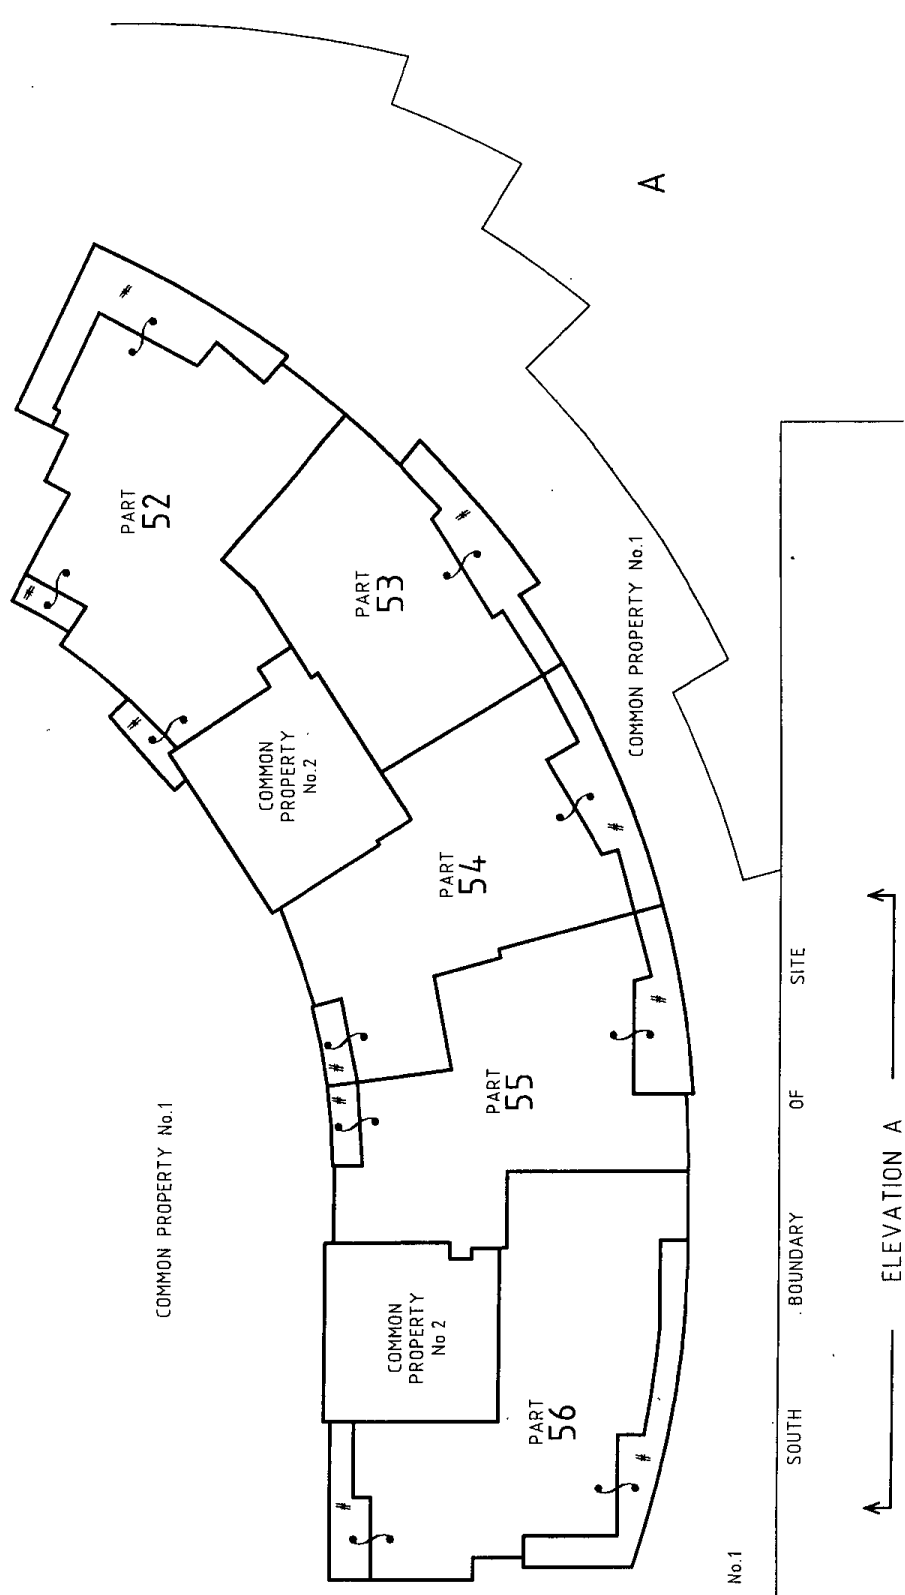 A
PART
52
#
#
#
PART
53
#
COMMON
PROPERTY
No.2
COMMON PROPERTY No.1
PART
54
#
#
COMMON PROPERTY No.1
PART
55
#
#
COMMON
PROPERTY
No 2
PART
56
#
#
SOUTH BOUNDARY OF SITE
ELEVATION A
No.1